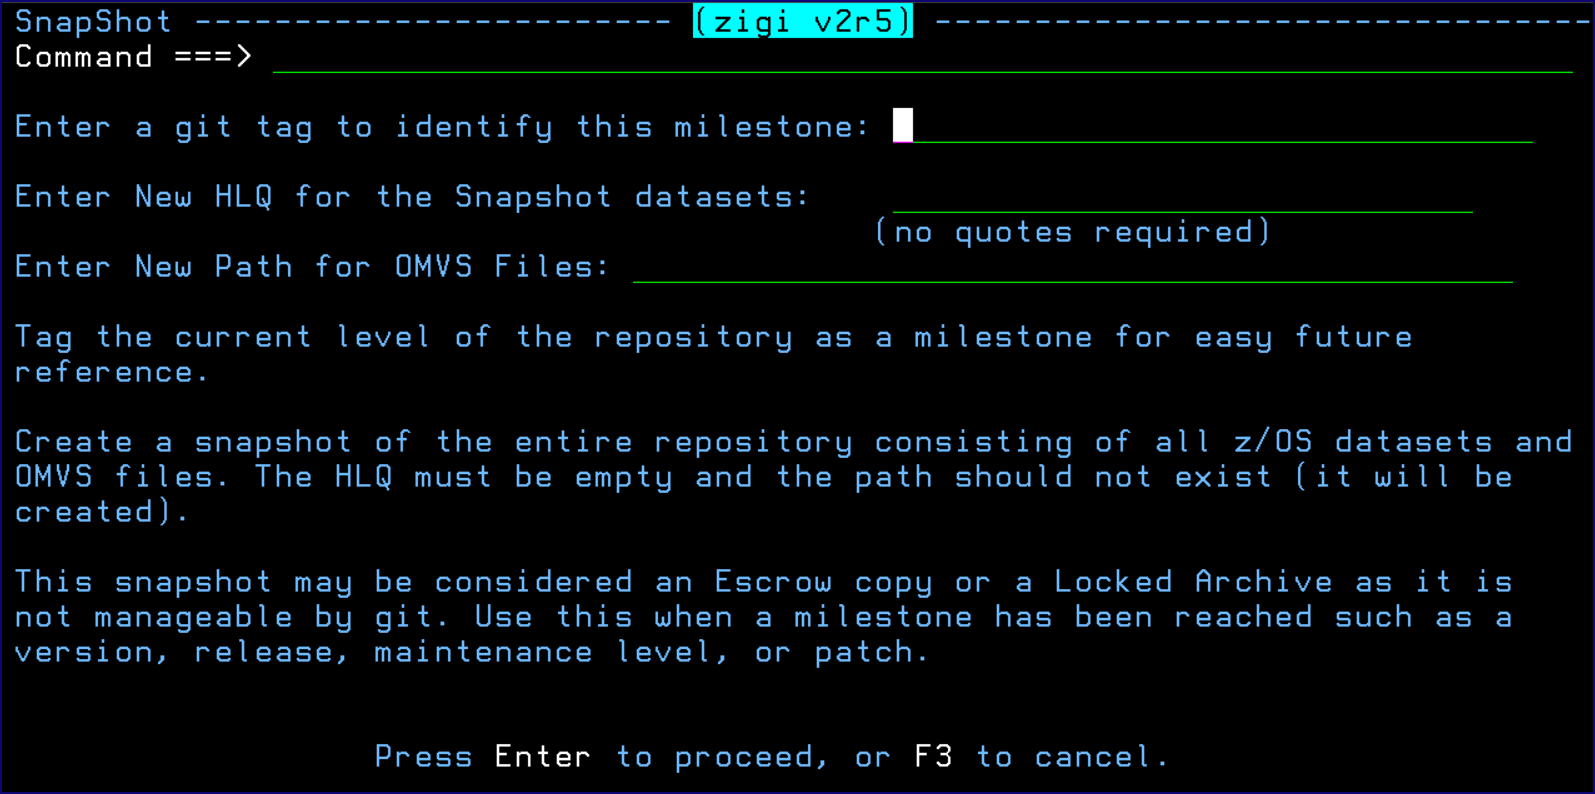 SnapShot ------------------------ (zigi v2r5) ---------------------------------
Command ===>
Enter a git tag to identify this milestone:
Enter New HLQ for the Snapshot datasets:
(no quotes required)
Enter New Path for OMVS Files:
Tag the current level of the repository as a milestone for easy future
reference.
Create a snapshot of the entire repository consisting of all z/OS datasets and
OMVS files. The HLQ must be empty and the path should not exist (it will be
created).
This snapshot may be considered an Escrow copy or a Locked Archive as it is
not manageable by git. Use this when a milestone has been reached such as a
version, release, maintenance level, or patch.
Press Enter to proceed, or F3 to cancel.